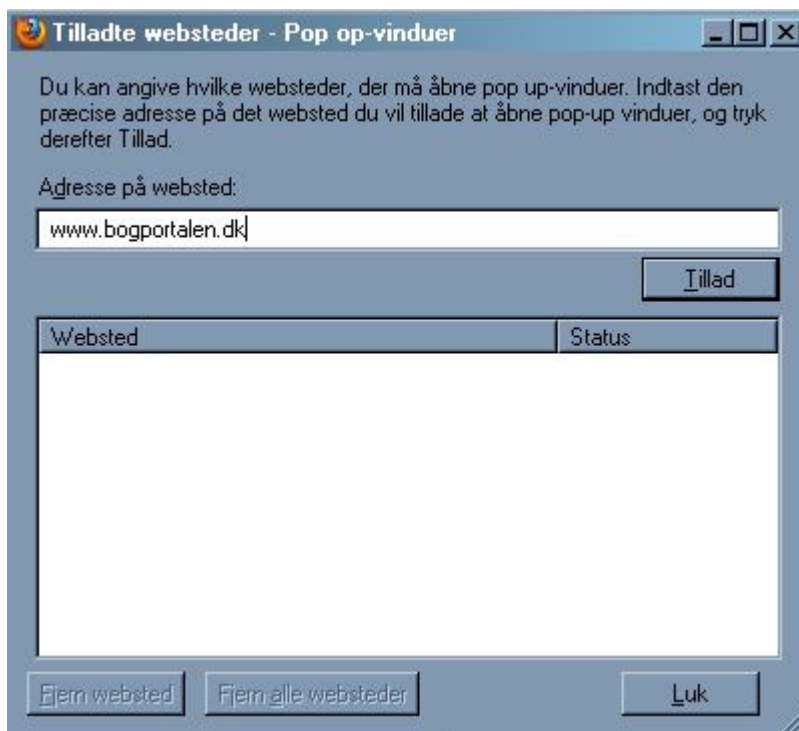 Tilladte websteder - Pop op-vinduer
Du kan angive hvilke websteder, der må åbne pop up-vinduer. Indtast den
præcise adresse på det websted du vil tillade at åbne pop-up vinduer, og tryk
derefter Tillad.
Adresse på websted:
www.bogportalen.dk
Tillad
Websted Status
Fjern websted Fjern alle websteder Luk